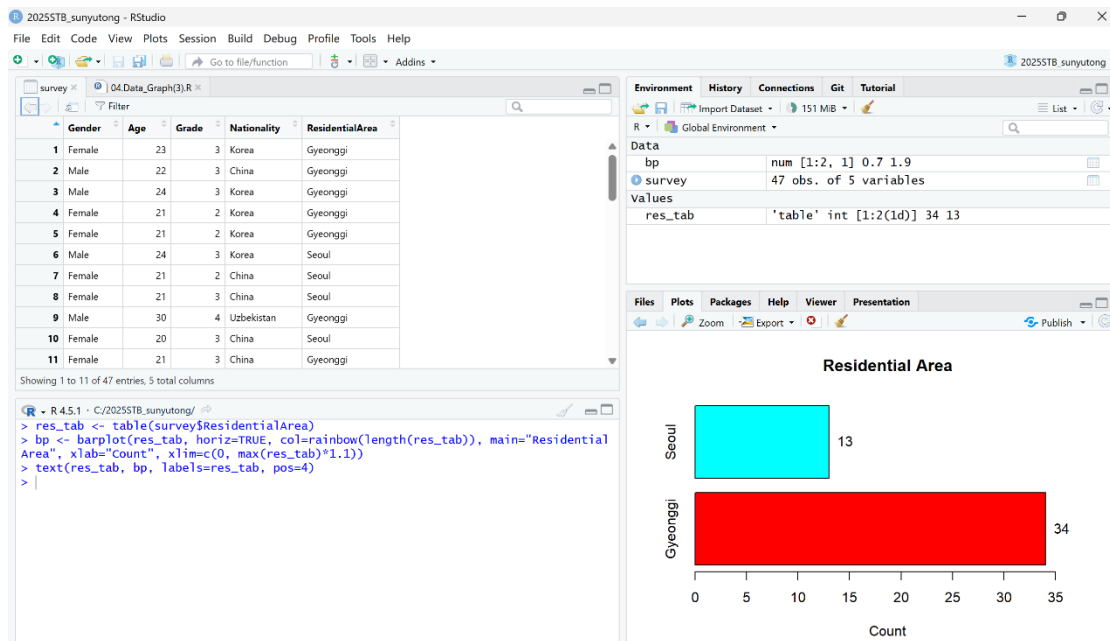 2025STB_sunyutong - RStudio
File Edit Code View Plots Session Build Debug Profile Tools Help
Go to file/function Addins 2025STB_sunyutong
survey 04.Data_Graph(3).R
Filter
Gender Age Grade Nationality ResidentialArea
1 Female 23 3 Korea Gyeonggi
2 Male 22 3 China Gyeonggi
3 Male 24 3 Korea Gyeonggi
4 Female 21 2 Korea Gyeonggi
5 Female 21 2 Korea Gyeonggi
6 Male 24 3 Korea Seoul
7 Female 21 2 China Seoul
8 Female 21 3 China Seoul
9 Male 30 4 Uzbekistan Gyeonggi
10 Female 20 3 China Seoul
11 Female 21 3 China Gyeonggi
Showing 1 to 11 of 47 entries, 5 total columns
R 4.5.1 · C:/2025STB_sunyutong/
> res_tab <- table(survey$ResidentialArea)
> bp <- barplot(res_tab, horiz=TRUE, col=rainbow(length(res_tab)), main="Residential
Area", xlab="Count", xlim=c(0, max(res_tab)*1.1))
> text(res_tab, bp, labels=res_tab, pos=4)
>
Environment History Connections Git Tutorial
Import Dataset 151 MiB List
R Global Environment
Data
bp num [1:2, 1] 0.7 1.9
survey 47 obs. of 5 variables
Values
res_tab 'table' int [1:2(1d)] 34 13
Files Plots Packages Help Viewer Presentation
Zoom Export Publish
Residential Area
Seoul 13
Gyeonggi 34
0 5 10 15 20 25 30 35
Count